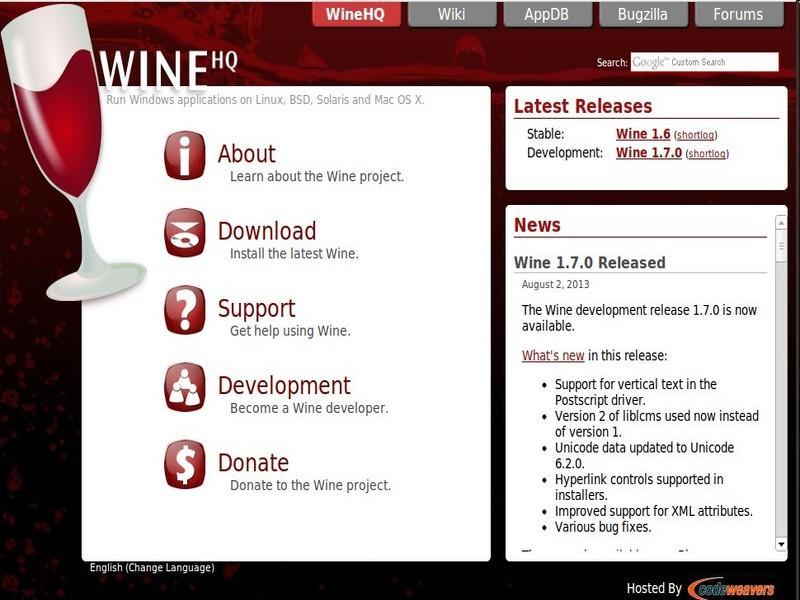 WineHQ
Wiki
AppDB
Bugzilla
Forums
WINE HQ
Search: Google™ Custom Search
Run Windows applications on Linux, BSD, Solaris and Mac OS X.
About
Learn about the Wine project.
Download
Install the latest Wine.
Support
Get help using Wine.
Development
Become a Wine developer.
Donate
Donate to the Wine project.
Latest Releases
Stable: Wine 1.6 (shortlog)
Development: Wine 1.7.0 (shortlog)
News
Wine 1.7.0 Released
August 2, 2013
The Wine development release 1.7.0 is now
available.
What's new in this release:
• Support for vertical text in the
Postscript driver.
• Version 2 of liblcms used now instead
of version 1.
• Unicode data updated to Unicode
6.2.0.
• Hyperlink controls supported in
installers.
• Improved support for XML attributes.
• Various bug fixes.
English (Change Language)
Hosted By codeweavers